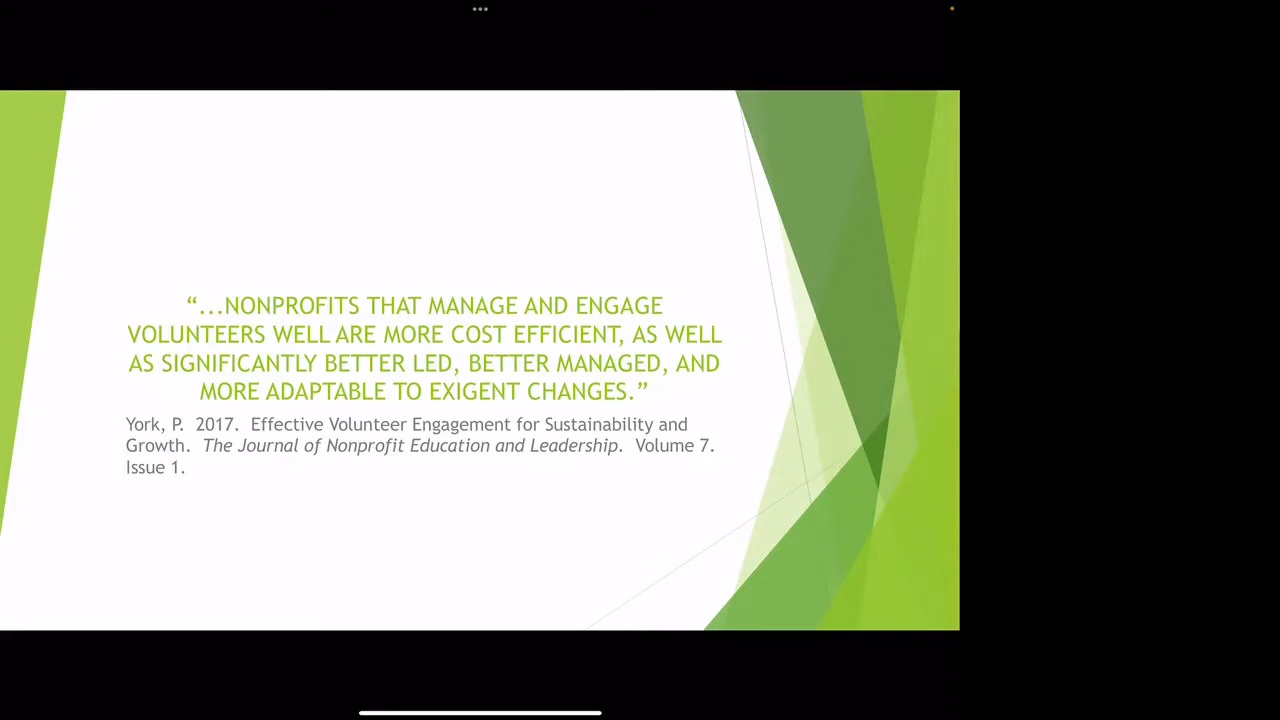 “...NONPROFITS THAT MANAGE AND ENGAGE
VOLUNTEERS WELL ARE MORE COST EFFICIENT, AS WELL
AS SIGNIFICANTLY BETTER LED, BETTER MANAGED, AND
MORE ADAPTABLE TO EXIGENT CHANGES.”
York, P.  2017.  Effective Volunteer Engagement for Sustainability and
Growth.  The Journal of Nonprofit Education and Leadership.  Volume 7.
Issue 1.